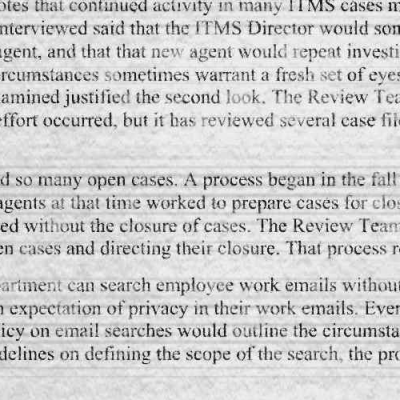 otes that continued activity in many ITMS cases m
nterviewed said that the ITMS Director would som
agent, and that that new agent would repeat investi
rcumstances sometimes warrant a fresh set of eyes
amined justified the second look. The Review Tea
effort occurred, but it has reviewed several case file
d so many open cases. A process began in the fall
agents at that time worked to prepare cases for clos
ed without the closure of cases. The Review Team
en cases and directing their closure. That process r
partment can search employee work emails without
n expectation of privacy in their work emails. Ever
icy on email searches would outline the circumsta
delines on defining the scope of the search, the pro